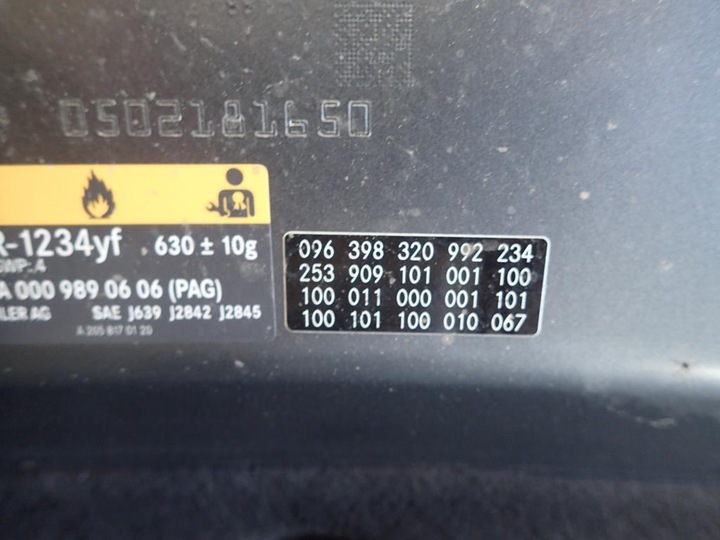 0502181650
R-1234yf 630 ± 10g
GWP: 4
A 000 989 06 06 (PAG)
LER AG SAE J639 J2842 J2845
A 205 817 01 20
096 398 320 992 234
253 909 101 001 100
100 011 000 001 101
100 101 100 010 067